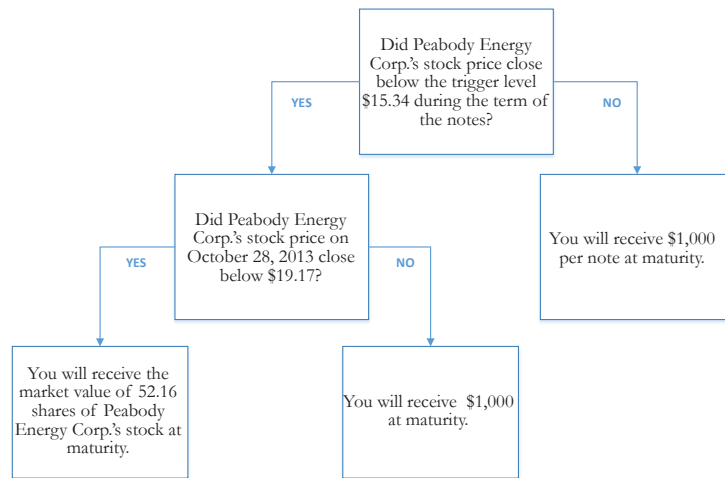 Did Peabody Energy
Corp.'s stock price close
below the trigger level
$15.34 during the term of
the notes?
YES
NO
Did Peabody Energy
Corp.'s stock price on
October 28, 2013 close
below $19.17?
You will receive $1,000
per note at maturity.
YES
NO
You will receive the
market value of 52.16
shares of Peabody
Energy Corp.'s stock at
maturity.
You will receive $1,000
at maturity.